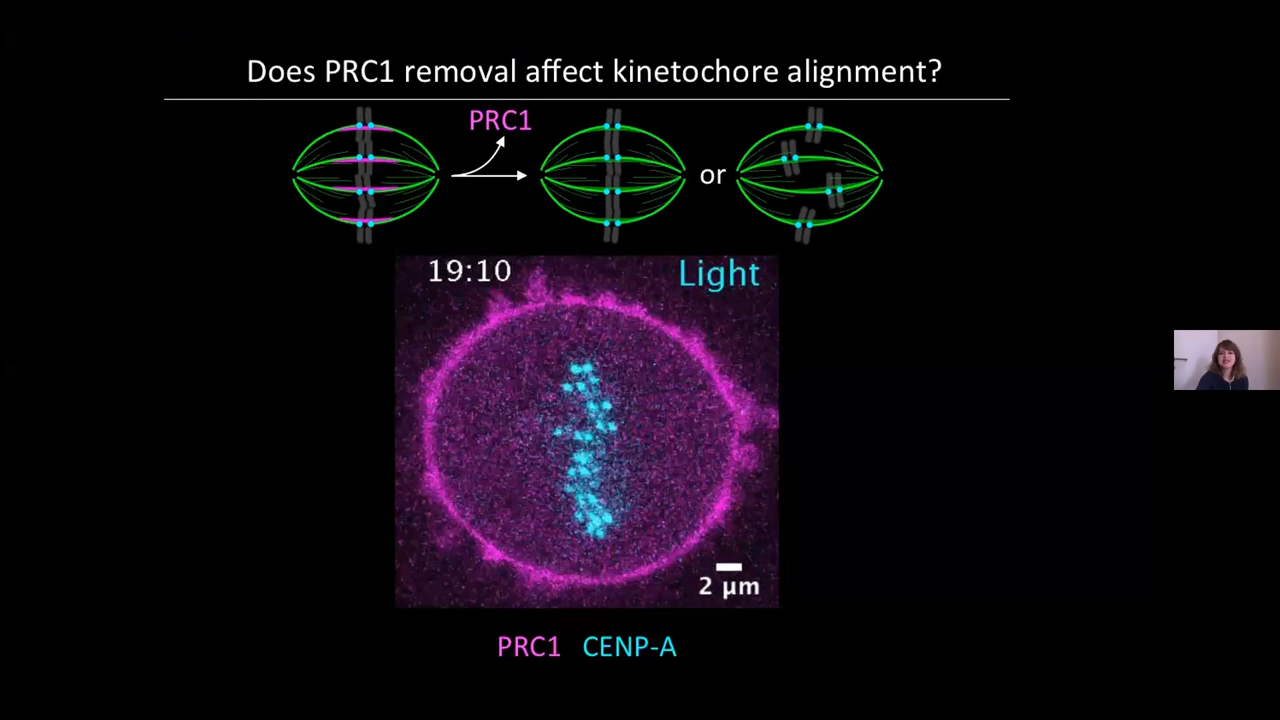 Does PRC1 removal affect kinetochore alignment?
PRC1
or
19:10 Light
2 µm
PRC1 CENP-A